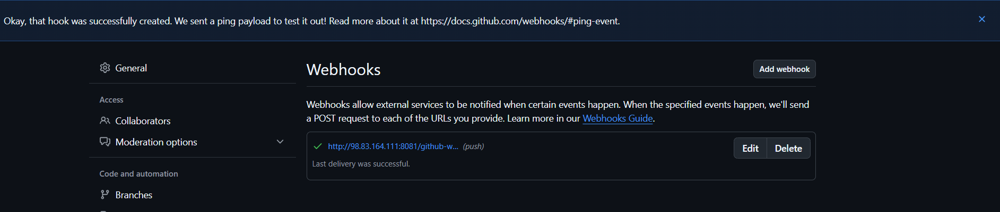 Okay, that hook was successfully created. We sent a ping payload to test it out! Read more about it at https://docs.github.com/webhooks/#ping-event.
General
Access
Collaborators
Moderation options
Code and automation
Branches
Webhooks
Add webhook
Webhooks allow external services to be notified when certain events happen. When the specified events happen, we'll send
a POST request to each of the URLs you provide. Learn more in our Webhooks Guide.
http://98.83.164.111:8081/github-w... (push)
Edit
Delete
Last delivery was successful.